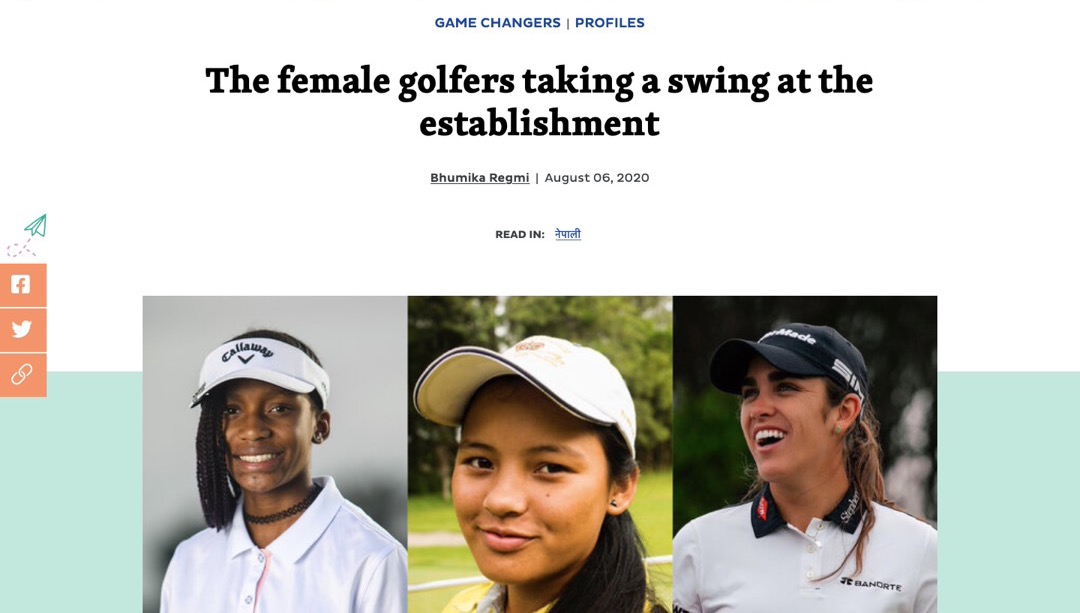 GAME CHANGERS | PROFILES
The female golfers taking a swing at the
establishment
Bhumika Regmi | August 06, 2020
READ IN: नेपाली
Callaway
BANORTE